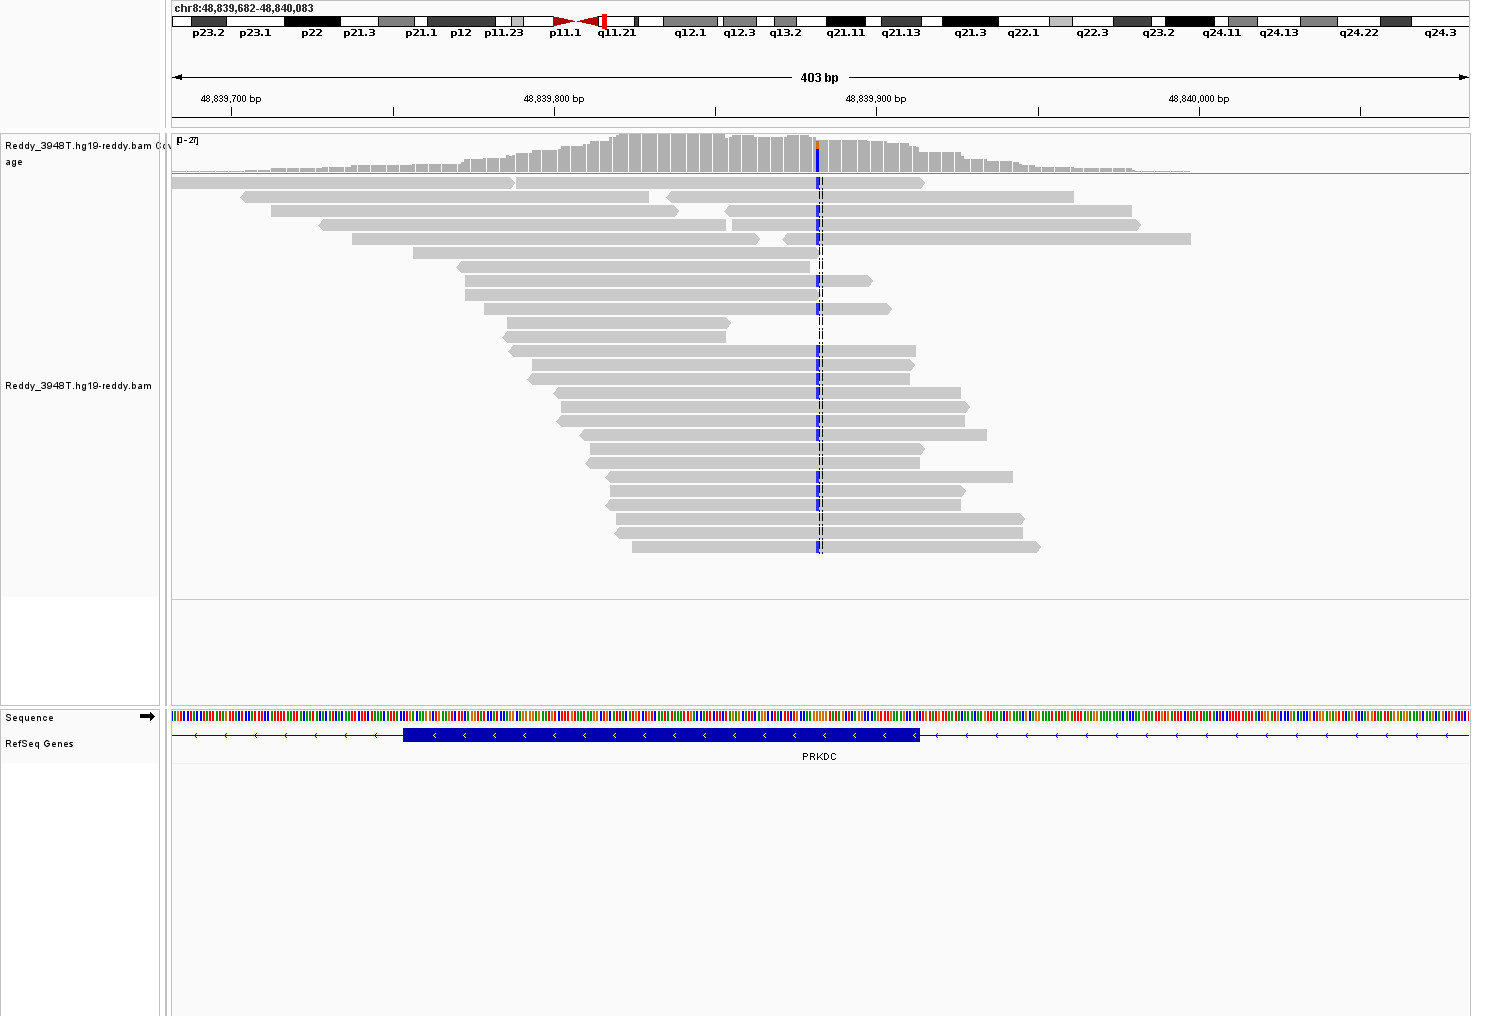 chr8:48,839,682-48,840,083
p23.2 p23.1 p22 p21.3 p21.1 p12 p11.23 p11.1 q11.21 q12.1 q12.3 q13.2 q21.11 q21.13 q21.3 q22.1 q22.3 q23.2 q24.11 q24.13 q24.22 q24.3
403 bp
48,839,700 bp 48,839,800 bp 48,839,900 bp 48,840,000 bp
[0 - 27]
Reddy_3948T.hg19-reddy.bam Cov
age
Reddy_3948T.hg19-reddy.bam
Sequence
RefSeq Genes
PRKDC